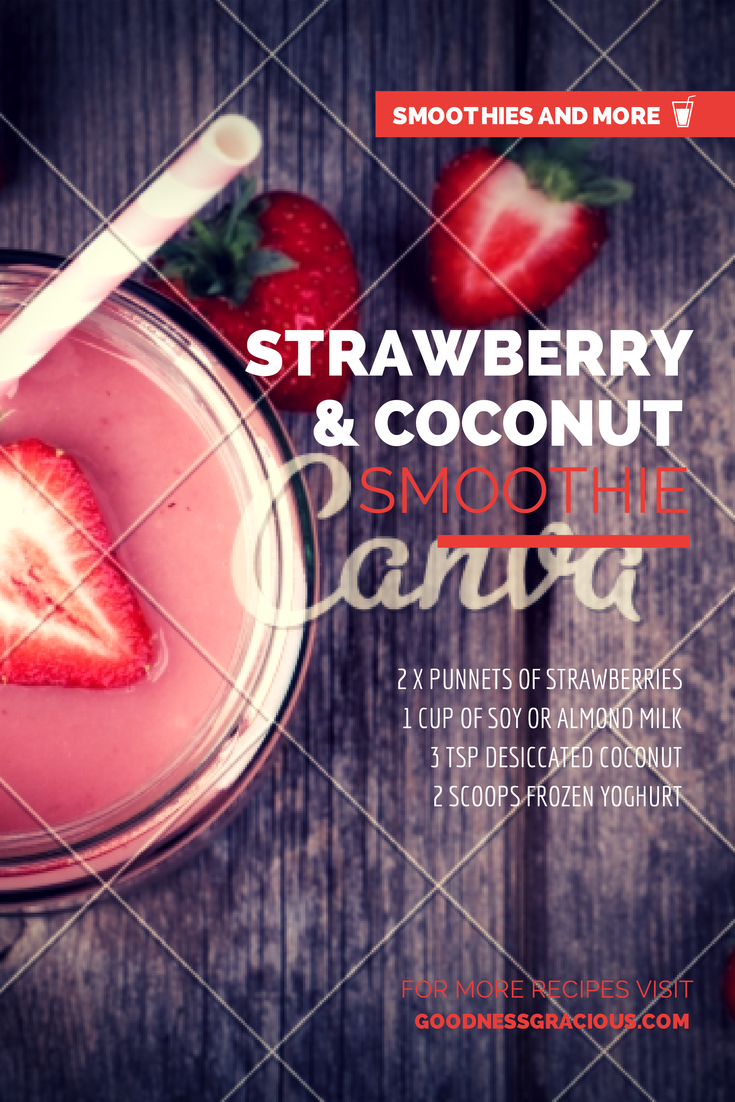 SMOOTHIES AND MORE
STRAWBERRY
& COCONUT
SMOOTHIE
Canva
2 X PUNNETS OF STRAWBERRIES
1 CUP OF SOY OR ALMOND MILK
3 TSP DESICCATED COCONUT
2 SCOOPS FROZEN YOGHURT
FOR MORE RECIPES VISIT
GOODNESSGRACIOUS.COM